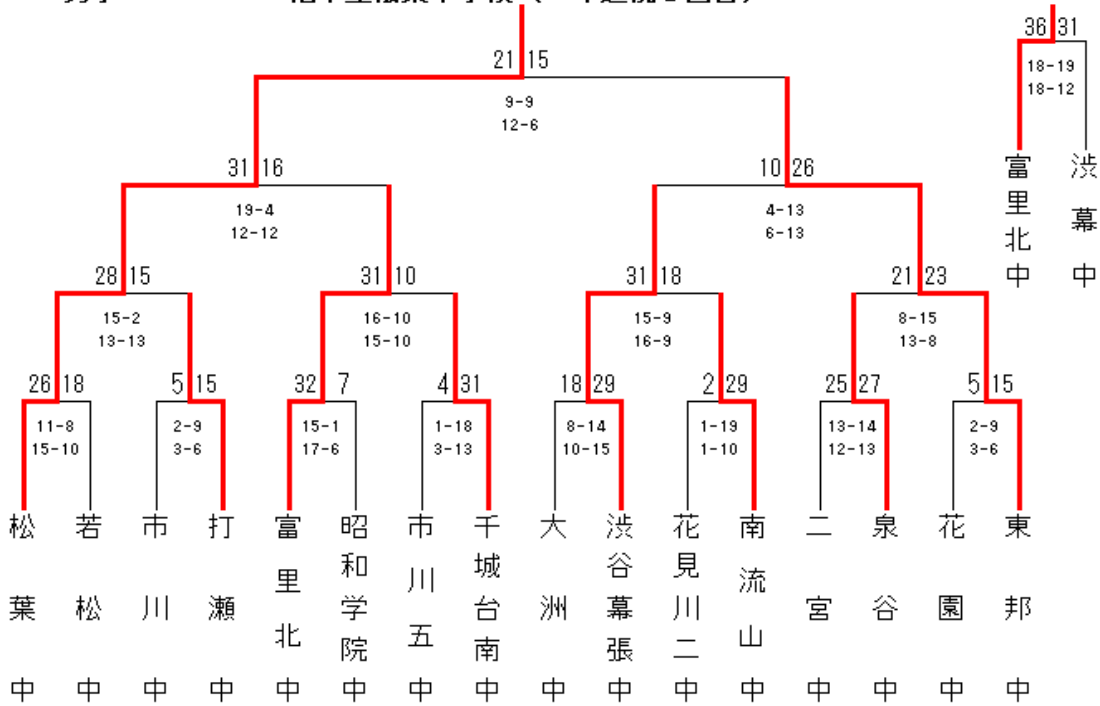 36 31
21 15
18-19
18-12
9-9
12-6
富里北中
渋幕中
31 16
10 26
19-4
12-12
4-13
6-13
28 15
31 10
31 18
21 23
15-2
13-13
16-10
15-10
15-9
16-9
8-15
13-8
26 18
5 15
32 7
4 31
18 29
2 29
25 27
5 15
11-8
15-10
2-9
3-6
15-1
17-6
1-18
3-13
8-14
10-15
1-19
1-10
13-14
12-13
2-9
3-6
松葉中
若松中
市川中
打瀬中
富里北中
昭和学院中
市川五中
千城台南中
大洲中
渋谷幕張中
花見川二中
南流山中
二宮中
泉谷中
花園中
東邦中